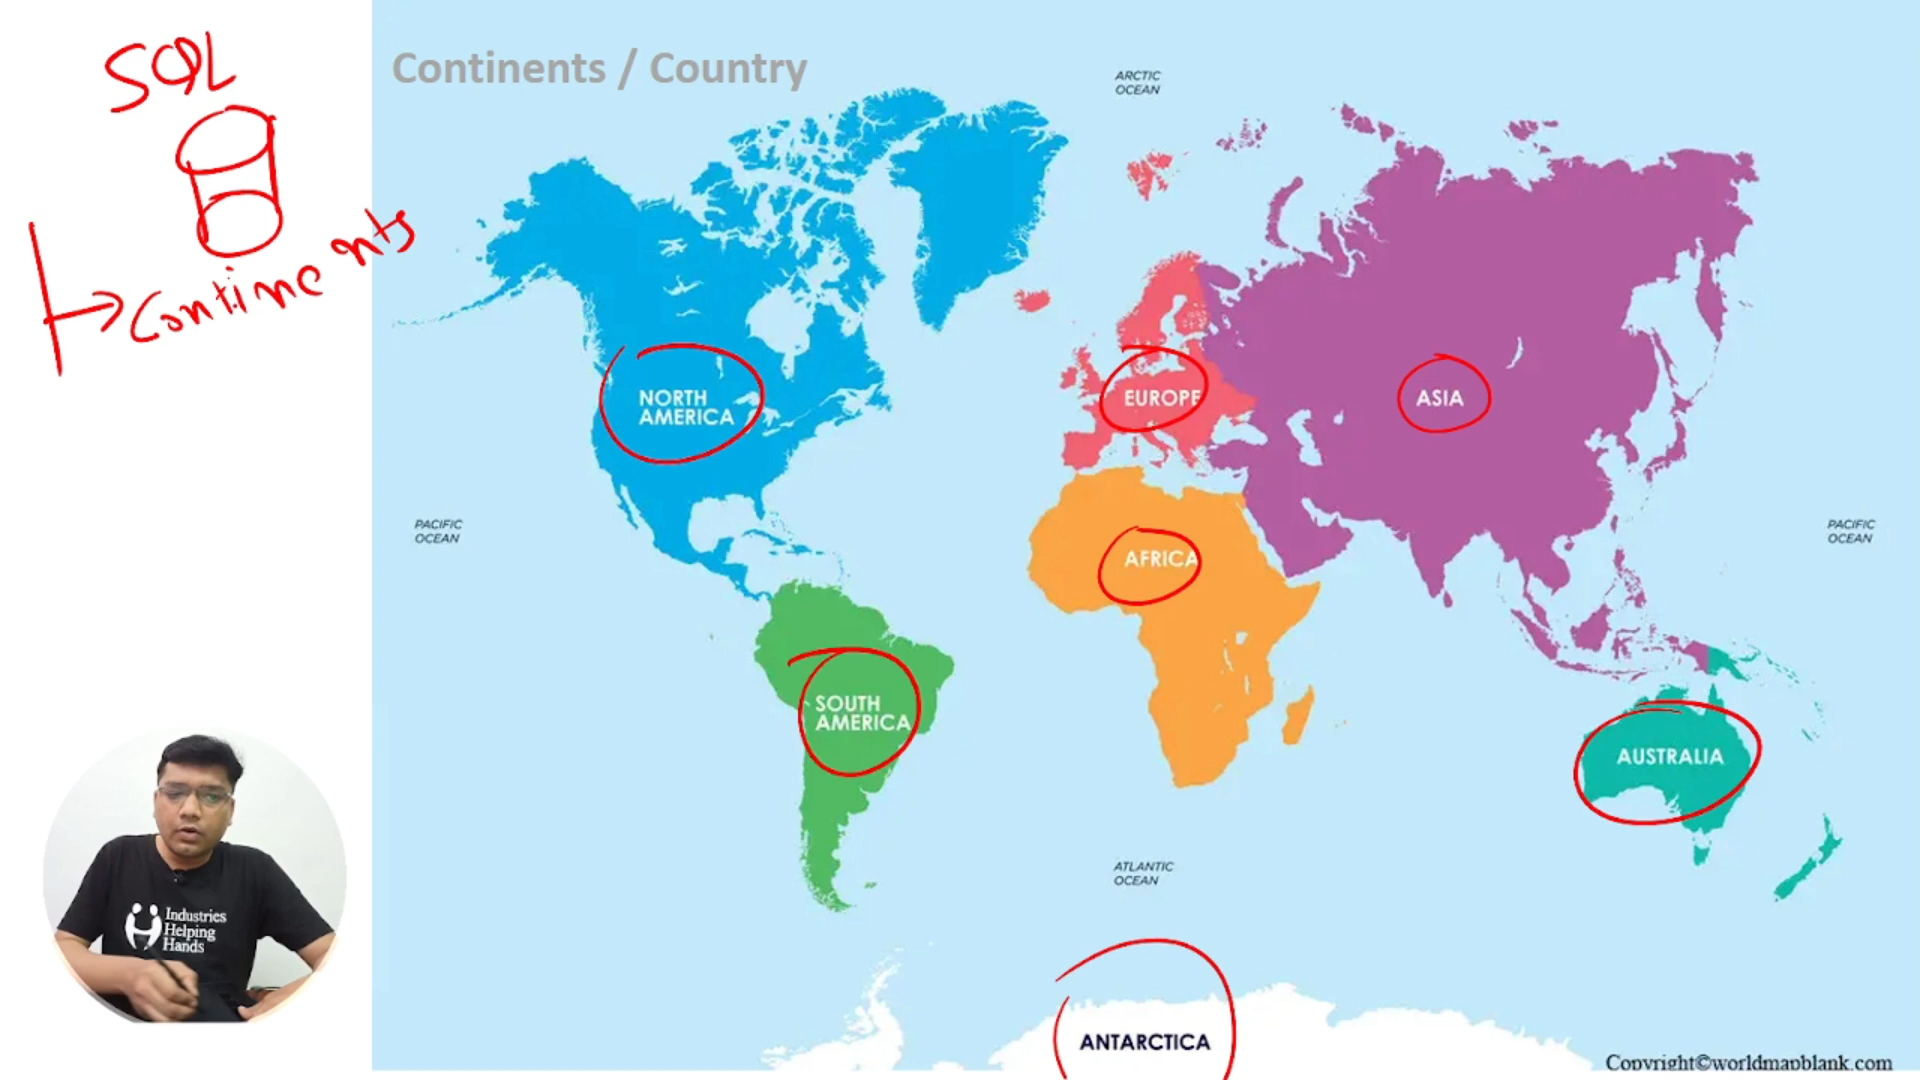 SQL
Continents
Continents / Country
ARCTIC
OCEAN
NORTH
AMERICA
EUROPE
ASIA
PACIFIC
OCEAN
PACIFIC
OCEAN
AFRICA
SOUTH
AMERICA
AUSTRALIA
ATLANTIC
OCEAN
Industries
Helping
Hands
ANTARCTICA
Copyright©worldmapblank.com